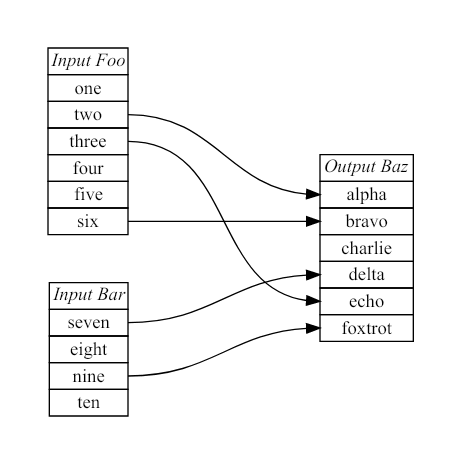 Input Foo
one
two
three
four
five
six
Input Bar
seven
eight
nine
ten
Output Baz
alpha
bravo
charlie
delta
echo
foxtrot